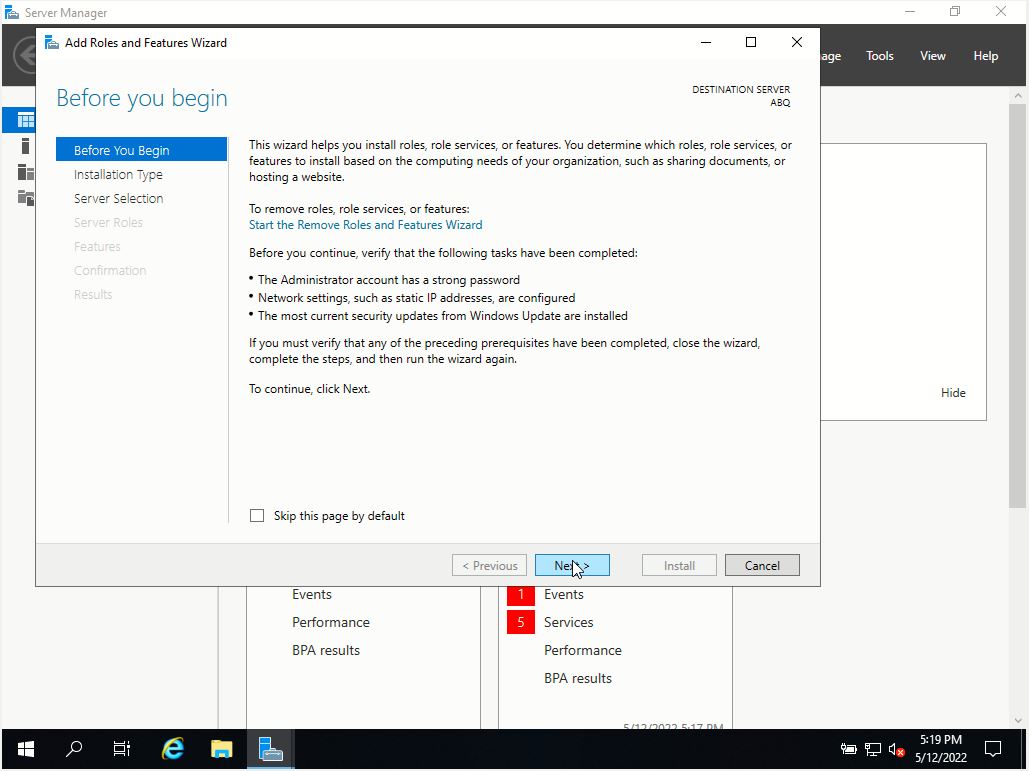 Server Manager
Add Roles and Features Wizard
age Tools View Help
Before you begin
DESTINATION SERVER
ABQ
Before You Begin
Installation Type
Server Selection
Server Roles
Features
Confirmation
Results
This wizard helps you install roles, role services, or features. You determine which roles, role services, or
features to install based on the computing needs of your organization, such as sharing documents, or
hosting a website.
To remove roles, role services, or features:
Start the Remove Roles and Features Wizard
Before you continue, verify that the following tasks have been completed:
• The Administrator account has a strong password
• Network settings, such as static IP addresses, are configured
• The most current security updates from Windows Update are installed
If you must verify that any of the preceding prerequisites have been completed, close the wizard,
complete the steps, and then run the wizard again.
To continue, click Next.
Hide
Skip this page by default
< Previous Next > Install Cancel
Events
Performance
BPA results
1 Events
5 Services
Performance
BPA results
5/12/2022 5:17 PM
5:19 PM
5/12/2022